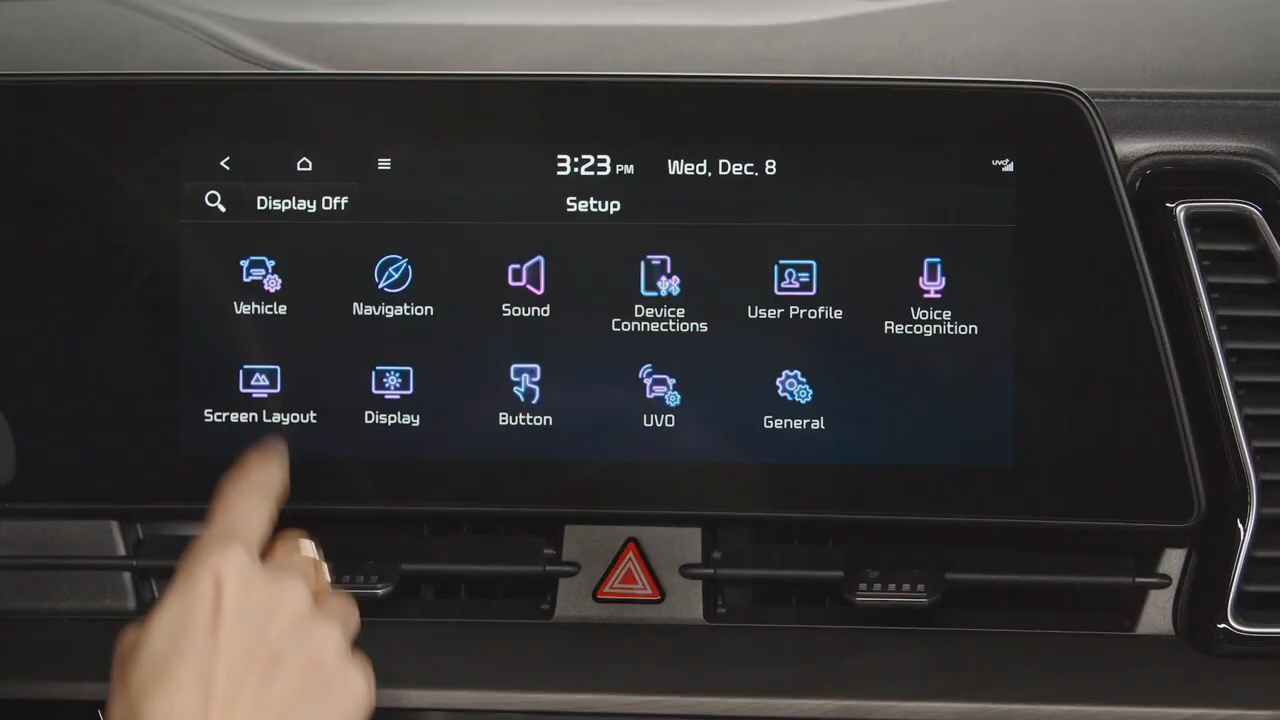 3:23 PM Wed, Dec. 8
UVO
Display Off
Setup
Vehicle
Navigation
Sound
Device
Connections
User Profile
Voice
Recognition
Screen Layout
Display
Button
UVO
General